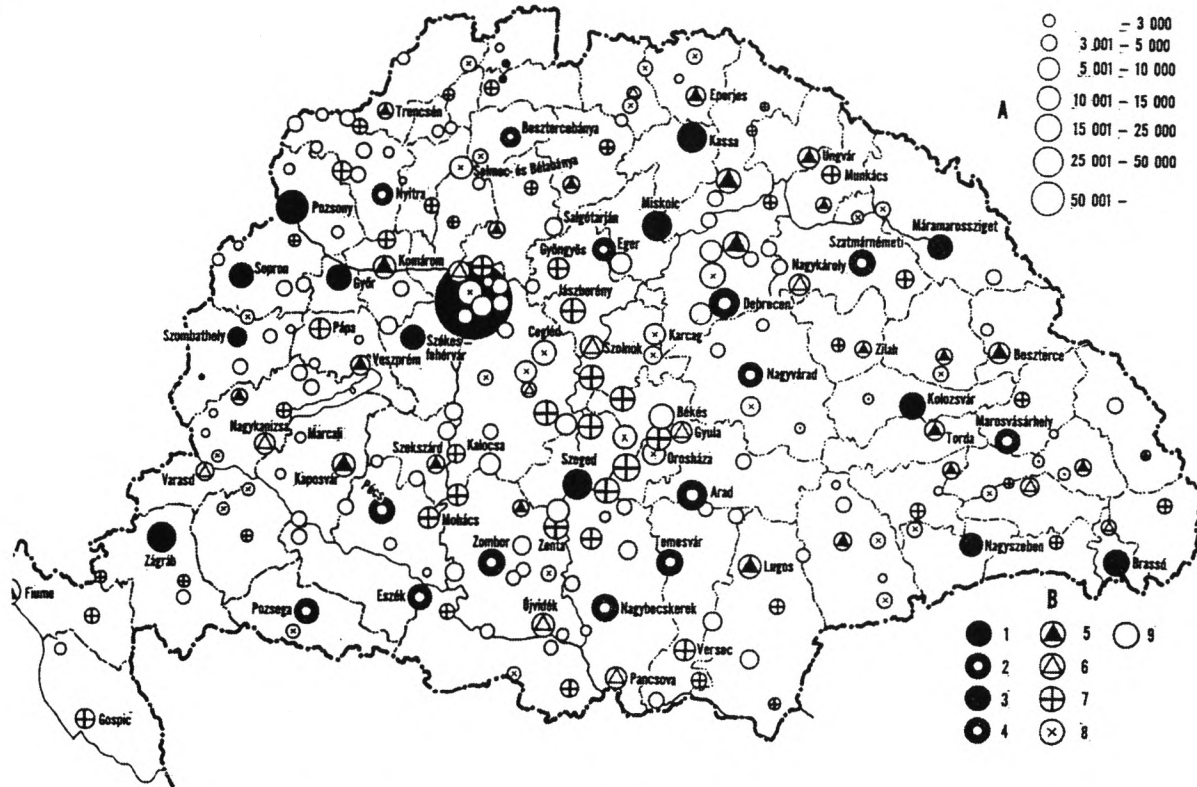 – 3 000
3 001 – 5 000
5 001 – 10 000
10 001 – 15 000
15 001 – 25 000
25 001 – 50 000
50 001 –
A
Trencsén
Eperjes
Besztercebánya
Kassa
Selmec- és Bélabánya
Ungvár
Munkács
Nyitra
Pozsony
Salgótarján
Miskolc
Máramarossziget
Gyöngyös
Eger
Szatmárnémeti
Komárom
Sopron
Győr
Nagykároly
Jászberény
Debrecen
Szombathely
Pápa
Székes-
fehérvár
Cegléd
Szolnok
Karcag
Veszprém
Zilah
Beszterce
Nagyvárad
Kolozsvár
Marosvásárhely
Nagykanizsa
Marcali
Békés
Gyula
Torda
Szekszárd
Kalocsa
Orosháza
Varasd
Kaposvár
Szeged
Pécs
Arad
Mohács
Zágráb
Zombor
Zenta
Temesvár
Lugos
Nagyszeben
Brassó
Fiume
Eszék
Pozsega
Újvidék
Nagybecskerek
Versec
Pancsova
Gospic
B
1
5
9
2
6
3
7
4
8